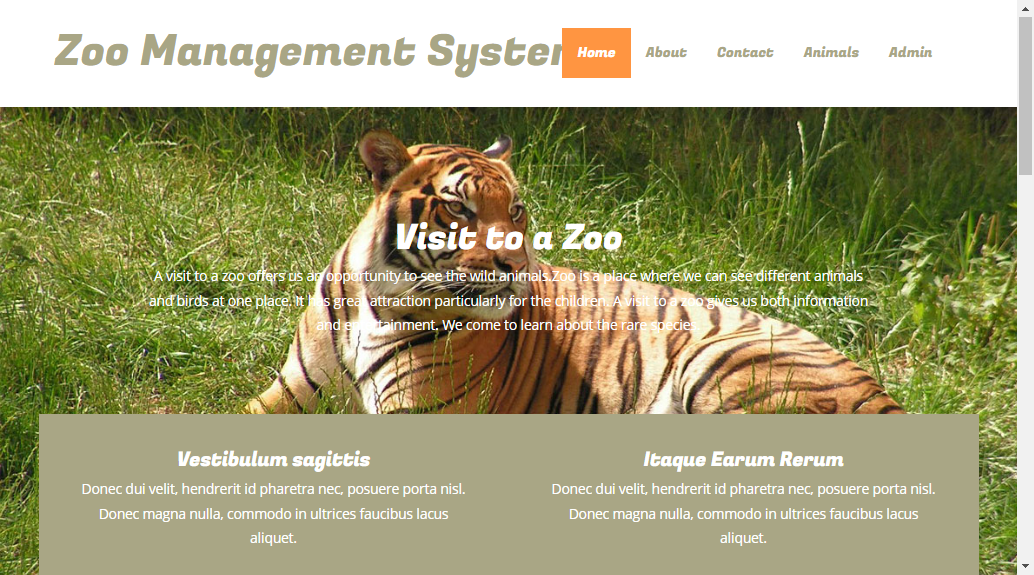 Zoo Management System
Home About Contact Animals Admin
Visit to a Zoo
A visit to a zoo offers us an opportunity to see the wild animals.Zoo is a place where we can see different animals
and birds at one place. It has great attraction particularly for the children. A visit to a zoo gives us both information
and entertainment. We come to learn about the rare species.
Vestibulum sagittis
Donec dui velit, hendrerit id pharetra nec, posuere porta nisl.
Donec magna nulla, commodo in ultrices faucibus lacus
aliquet.
Itaque Earum Rerum
Donec dui velit, hendrerit id pharetra nec, posuere porta nisl.
Donec magna nulla, commodo in ultrices faucibus lacus
aliquet.